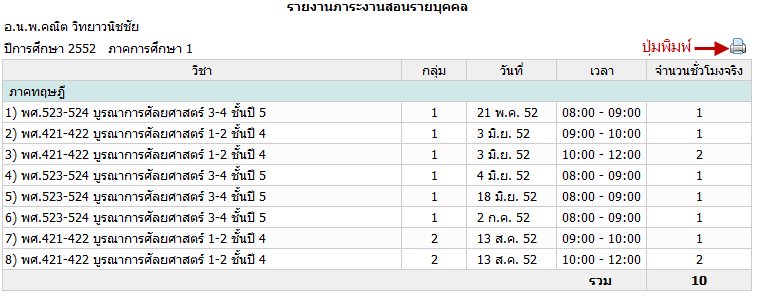 รายงานภาระงานสอนรายบุคคล
อ.น.พ.คณิต วิทยาวนิชชัย
ปีการศึกษา 2552 ภาคการศึกษา 1 ปุ่มพิมพ์
วิชา กลุ่ม วันที่ เวลา จำนวนชั่วโมงจริง
ภาคทฤษฎี
1) พศ.523-524 บูรณาการศัลยศาสตร์ 3-4 ชั้นปี 5 1 21 พ.ค. 52 08:00 - 09:00 1
2) พศ.421-422 บูรณาการศัลยศาสตร์ 1-2 ชั้นปี 4 1 3 มิ.ย. 52 09:00 - 10:00 1
3) พศ.421-422 บูรณาการศัลยศาสตร์ 1-2 ชั้นปี 4 1 3 มิ.ย. 52 10:00 - 12:00 2
4) พศ.523-524 บูรณาการศัลยศาสตร์ 3-4 ชั้นปี 5 1 4 มิ.ย. 52 08:00 - 09:00 1
5) พศ.523-524 บูรณาการศัลยศาสตร์ 3-4 ชั้นปี 5 1 18 มิ.ย. 52 08:00 - 09:00 1
6) พศ.523-524 บูรณาการศัลยศาสตร์ 3-4 ชั้นปี 5 1 2 ก.ค. 52 08:00 - 09:00 1
7) พศ.421-422 บูรณาการศัลยศาสตร์ 1-2 ชั้นปี 4 2 13 ส.ค. 52 09:00 - 10:00 1
8) พศ.421-422 บูรณาการศัลยศาสตร์ 1-2 ชั้นปี 4 2 13 ส.ค. 52 10:00 - 12:00 2
รวม 10